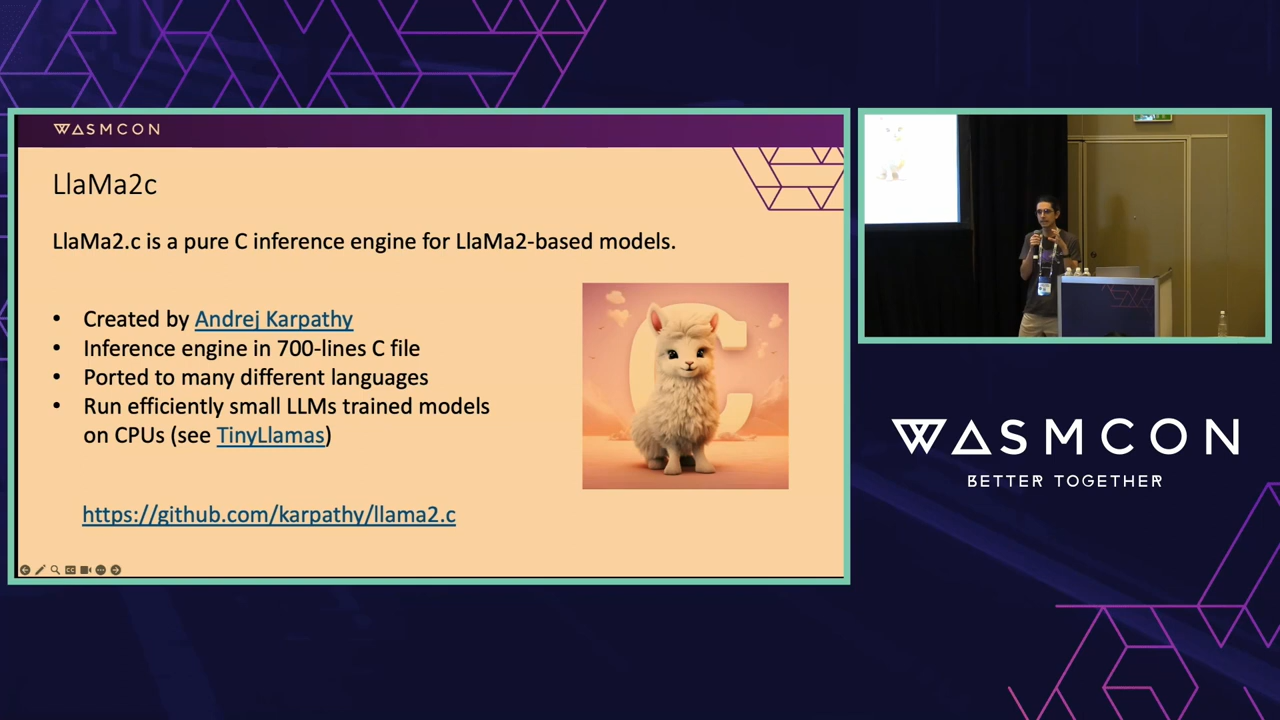 WASMCON
LlaMa2c
LlaMa2.c is a pure C inference engine for LlaMa2-based models.
• Created by Andrej Karpathy
• Inference engine in 700-lines C file
• Ported to many different languages
• Run efficiently small LLMs trained models
on CPUs (see TinyLlamas)
C
https://github.com/karpathy/llama2.c
WASMCON
BETTER TOGETHER